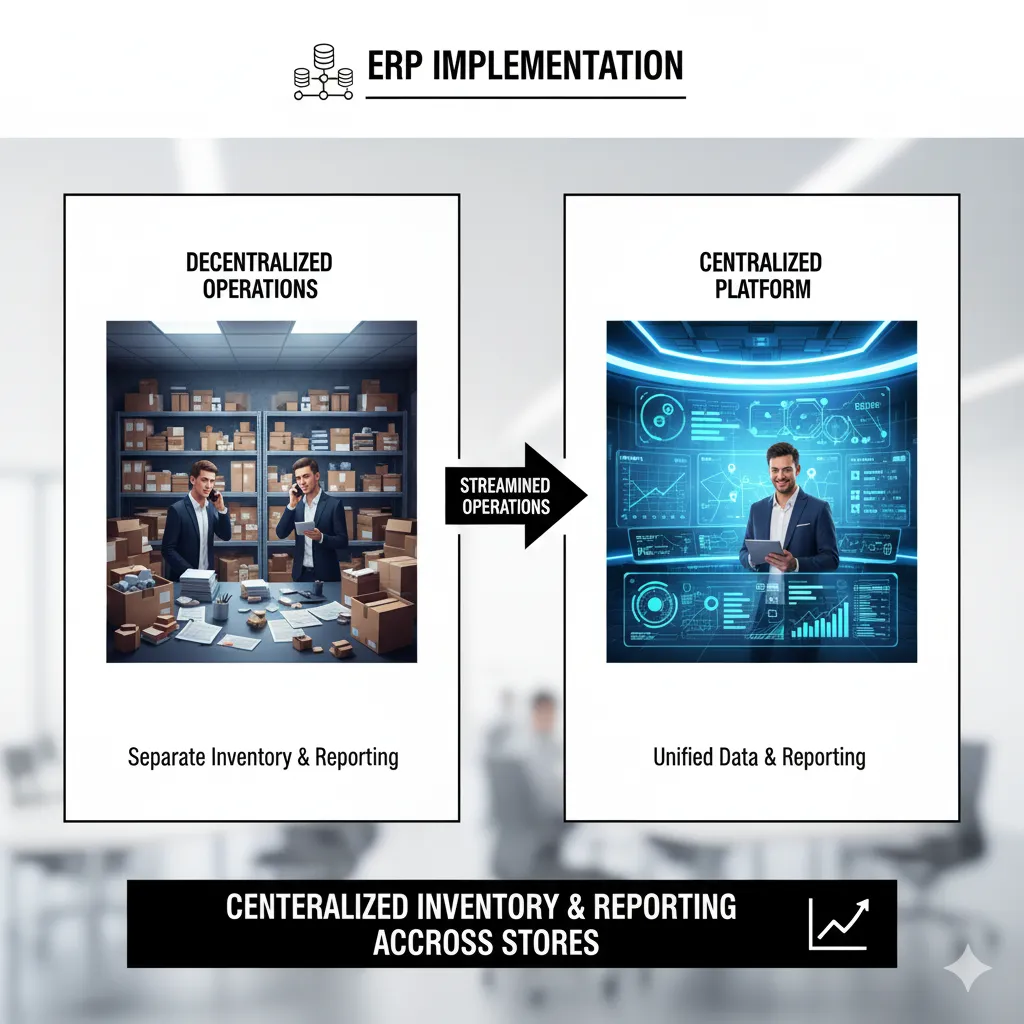 ERP IMPLEMENTATION
DECENTRALIZED
OPERATIONS
CENTRALIZED
PLATFORM
STREAMINED
OPERATIONS
Separate Inventory & Reporting
Unified Data & Reporting
CENTERALIZED INVENTORY & REPORTING
ACCROSS STORES